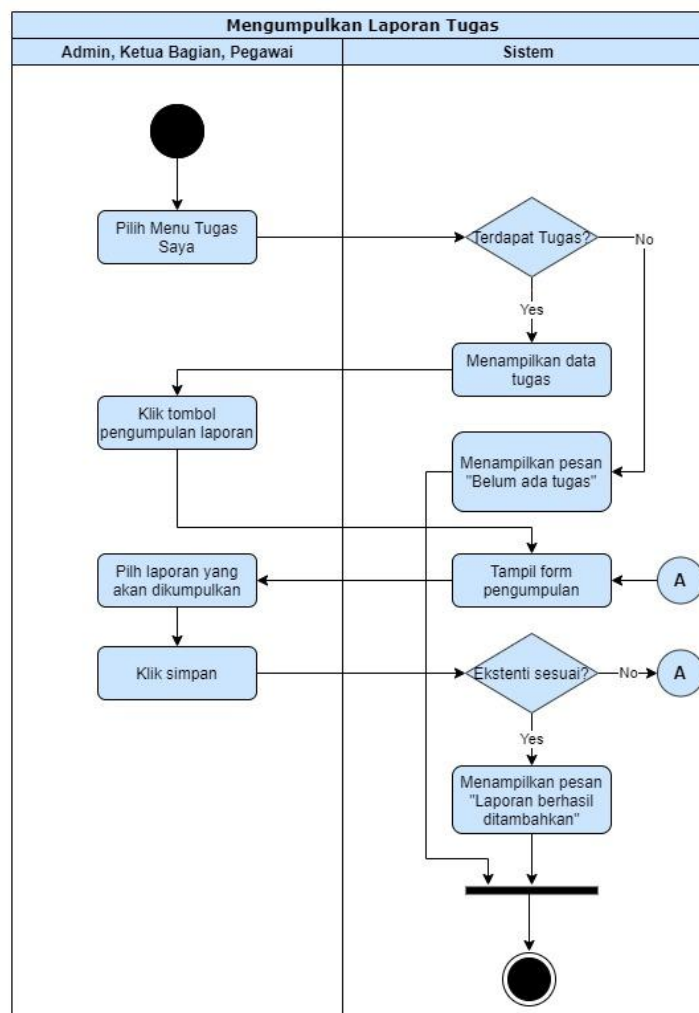 Mengumpulkan Laporan Tugas
Admin, Ketua Bagian, Pegawai
Sistem
Pilih Menu Tugas
Saya
Terdapat Tugas?
No
Yes
Menampilkan data
tugas
Klik tombol
pengumpulan laporan
Menampilkan pesan
"Belum ada tugas"
Pilh laporan yang
akan dikumpulkan
Tampil form
pengumpulan
A
Klik simpan
Ekstenti sesuai?
No
A
Yes
Menampilkan pesan
"Laporan berhasil
ditambahkan"